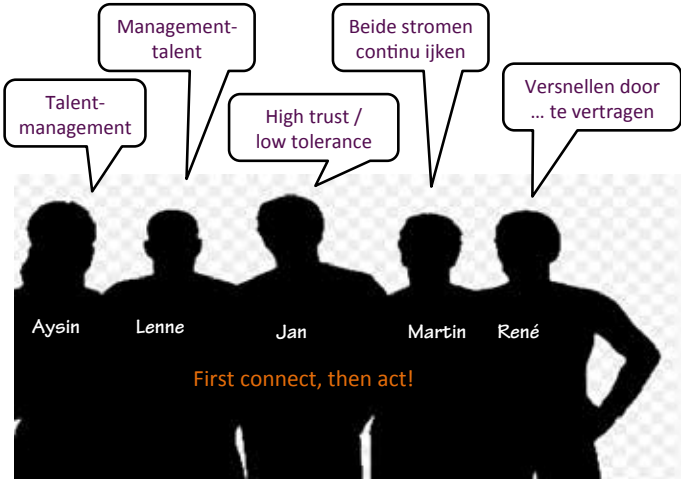 Talent-
management
Management-
talent
High trust /
low tolerance
Beide stromen
continu ijken
Versnellen door
... te vertragen
Aysin
Lenne
Jan
Martin
René
First connect, then act!